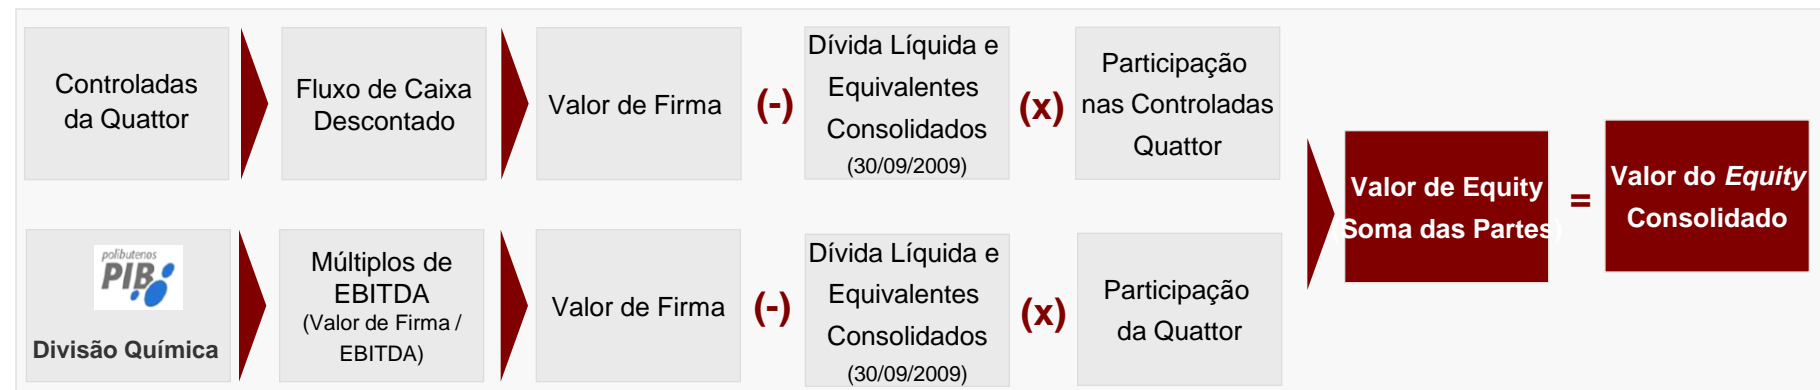 Controladas
da Quattor
Fluxo de Caixa
Descontado
Valor de Firma
(-)
Dívida Líquida e
Equivalentes
Consolidados
(30/09/2009)
(x)
Participação
nas Controladas
Quattor
polibutenos
PIB
Divisão Química
Múltiplos de
EBITDA
(Valor de Firma /
EBITDA)
Valor de Firma
(-)
Dívida Líquida e
Equivalentes
Consolidados
(30/09/2009)
(x)
Participação
da Quattor
Valor de Equity
(Soma das Partes)
=
Valor do Equity
Consolidado